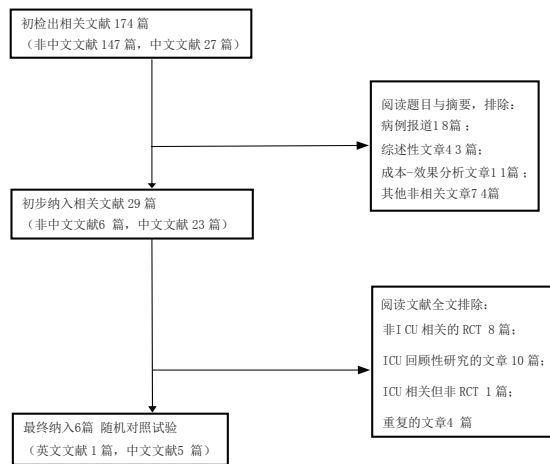 初检出相关文献 174 篇
（非中文文献 147 篇，中文文献 27 篇）
阅读题目与摘要，排除：
病例报道18篇；
综述性文章43篇；
成本-效果分析文章11篇；
其他非相关文章74篇
初步纳入相关文献 29 篇
（非中文文献6 篇，中文文献 23 篇）
阅读文献全文排除：
非ICU 相关的 RCT 8 篇；
ICU 回顾性研究的文章 10 篇；
ICU 相关但非 RCT 1 篇；
重复的文章4 篇
最终纳入6篇 随机对照试验
（英文文献 1 篇，中文文献5 篇）